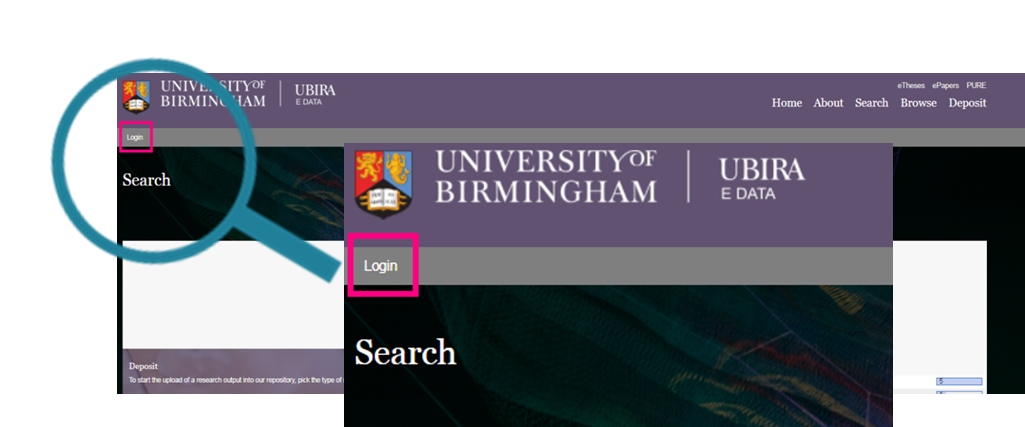 UNIVERSITY OF
BIRMINGHAM
UBIRA
E DATA
eTheses ePapers PURE
Home About Search Browse Deposit
Login
Search
Deposit
To start the upload of a research output into our repository, pick the type of
5
UNIVERSITY OF
BIRMINGHAM
UBIRA
E DATA
Login
Search